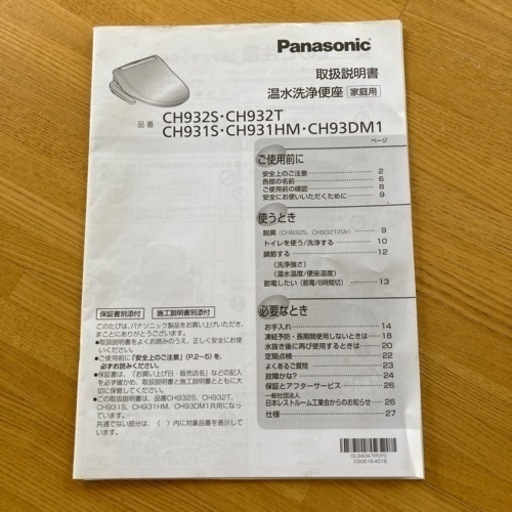 Panasonic
取扱説明書
温水洗浄便座 家庭用
品番 CH932S・CH932T
CH931S・CH931HM・CH93DM1
ページ
ご使用前に
安全上のご注意 2
各部の名前 6
ご使用前の確認 8
安全にお使いいただくために 9
使うとき
脱臭 (CH932S、CH932Tのみ) 9
トイレを使う/洗浄する 10
調節する 12
(洗浄強さ)
(温水温度/便座温度)
節電したい (節電/8時間切) 13
必要なとき
お手入れ 14
凍結予防・長期間使用しないときは 18
水抜き後に再び使用するときは 20
定期点検 22
よくあるご質問 23
故障かな? 24
保証とアフターサービス 26
一般社団法人
日本レストルーム工業会からのお知らせ 26
仕様 27
保証書別添付 施工説明書別添付
このたびは、パナソニック製品をお買い上げいただき、
まことにありがとうございます。
●取扱説明書をよくお読みのうえ、正しく安全にお使
いください。
●ご使用前に「安全上のご注意」(P.2~5) を、
必ずお読みください。
●保証書は、「お買い上げ日・販売店名」などの記入
を必ず確かめ、取扱説明書と施工説明書とともに大
切に保管してください。
●この取扱説明書は、品番CH932S、CH932T、
CH931S、CH931HM、CH93DM1共用になっ
ています。
共通でない部分は、( )内に対象品番を表示して
います。